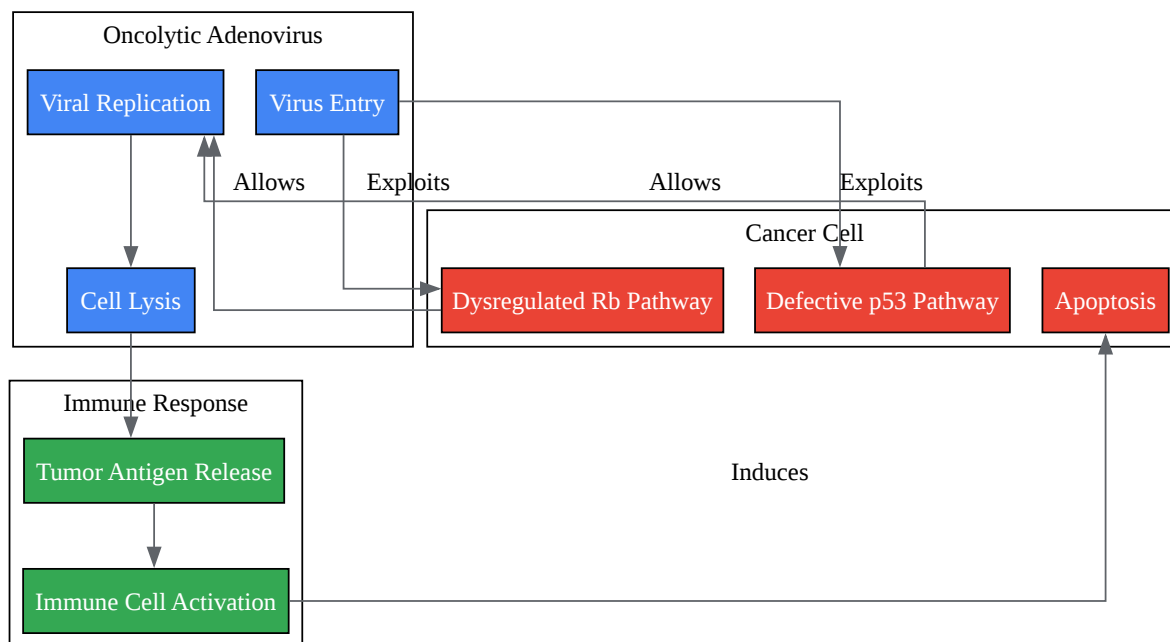 Oncolytic Adenovirus
Viral Replication
Virus Entry
Allows
Exploits
Allows
Exploits
Cancer Cell
Cell Lysis
Dysregulated Rb Pathway
Defective p53 Pathway
Apoptosis
Immune Response
Tumor Antigen Release
Induces
Immune Cell Activation